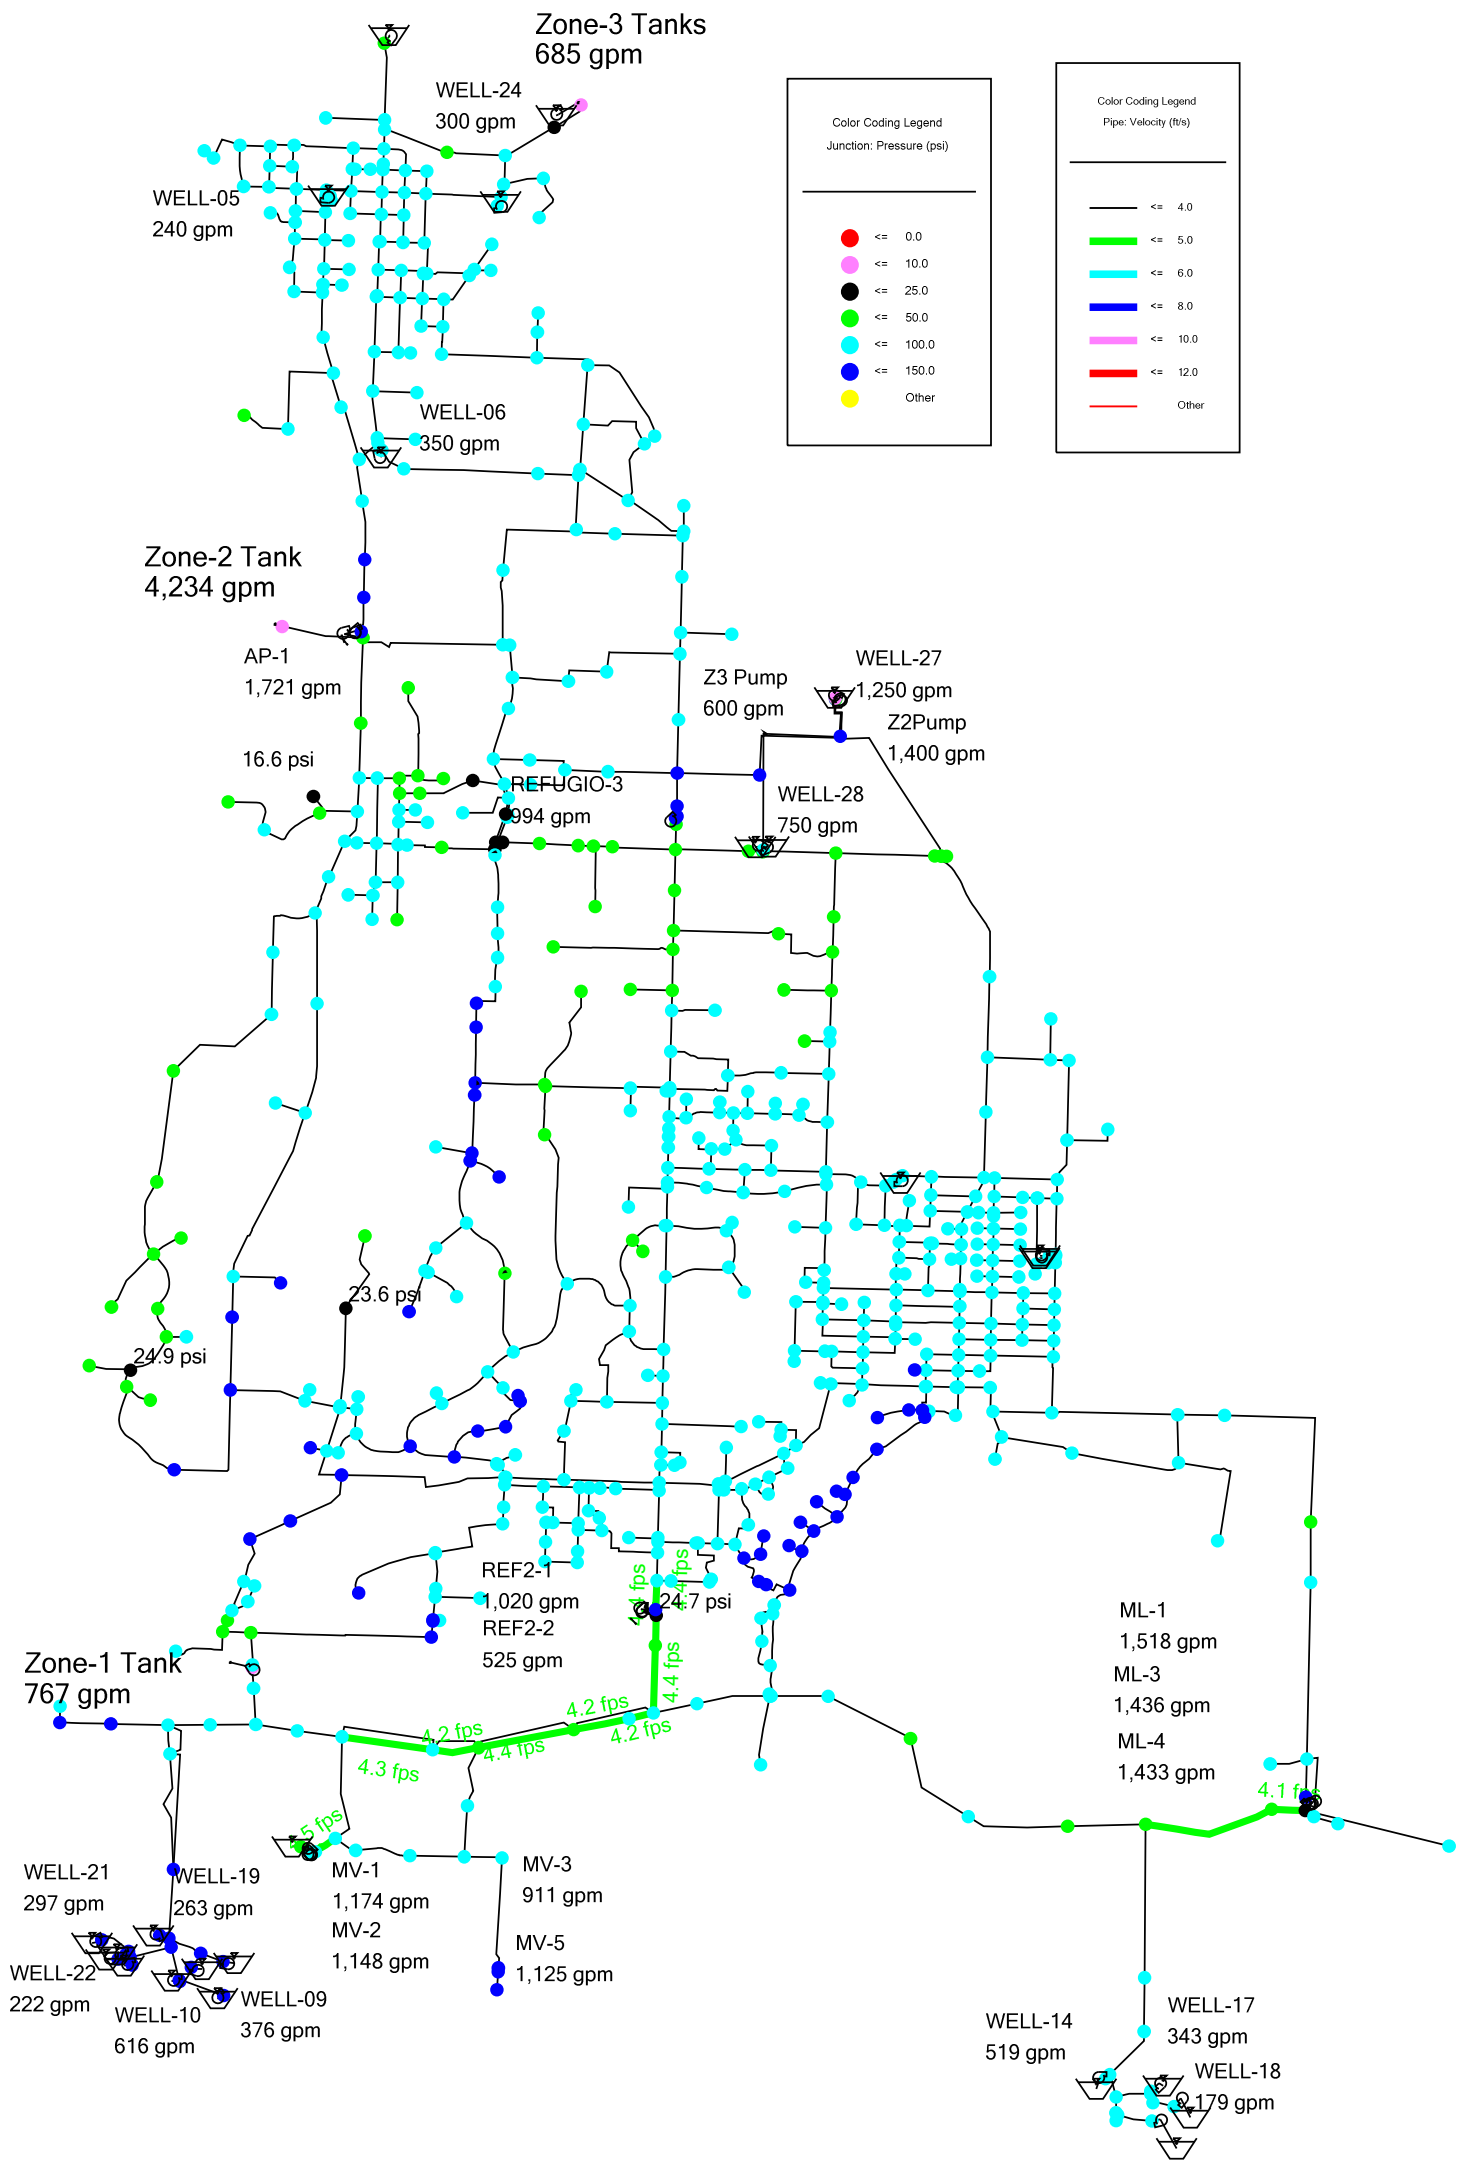 Zone-3 Tanks
685 gpm
WELL-24
300 gpm
WELL-05
240 gpm
Color Coding Legend
Junction: Pressure (psi)
<= 0.0
<= 10.0
<= 25.0
<= 50.0
<= 100.0
<= 150.0
Other
Color Coding Legend
Pipe: Velocity (ft/s)
<= 4.0
<= 5.0
<= 6.0
<= 8.0
<= 10.0
<= 12.0
Other
WELL-06
350 gpm
Zone-2 Tank
4,234 gpm
AP-1
1,721 gpm
Z3 Pump
600 gpm
WELL-27
1,250 gpm
Z2Pump
1,400 gpm
16.6 psi
REFUGIO-3
994 gpm
WELL-28
750 gpm
23.6 psi
24.9 psi
REF2-1
1,020 gpm
REF2-2
525 gpm
4.4 fps
4.4 fps
24.7 psi
4.4 fps
Zone-1 Tank
767 gpm
4.2 fps
4.2 fps
4.2 fps
4.4 fps
4.3 fps
ML-1
1,518 gpm
ML-3
1,436 gpm
ML-4
1,433 gpm
4.1 fps
MV-1
1,174 gpm
MV-2
1,148 gpm
MV-3
911 gpm
MV-5
1,125 gpm
WELL-21
297 gpm
WELL-19
263 gpm
WELL-22
222 gpm
WELL-10
616 gpm
WELL-09
376 gpm
WELL-14
519 gpm
WELL-17
343 gpm
WELL-18
179 gpm